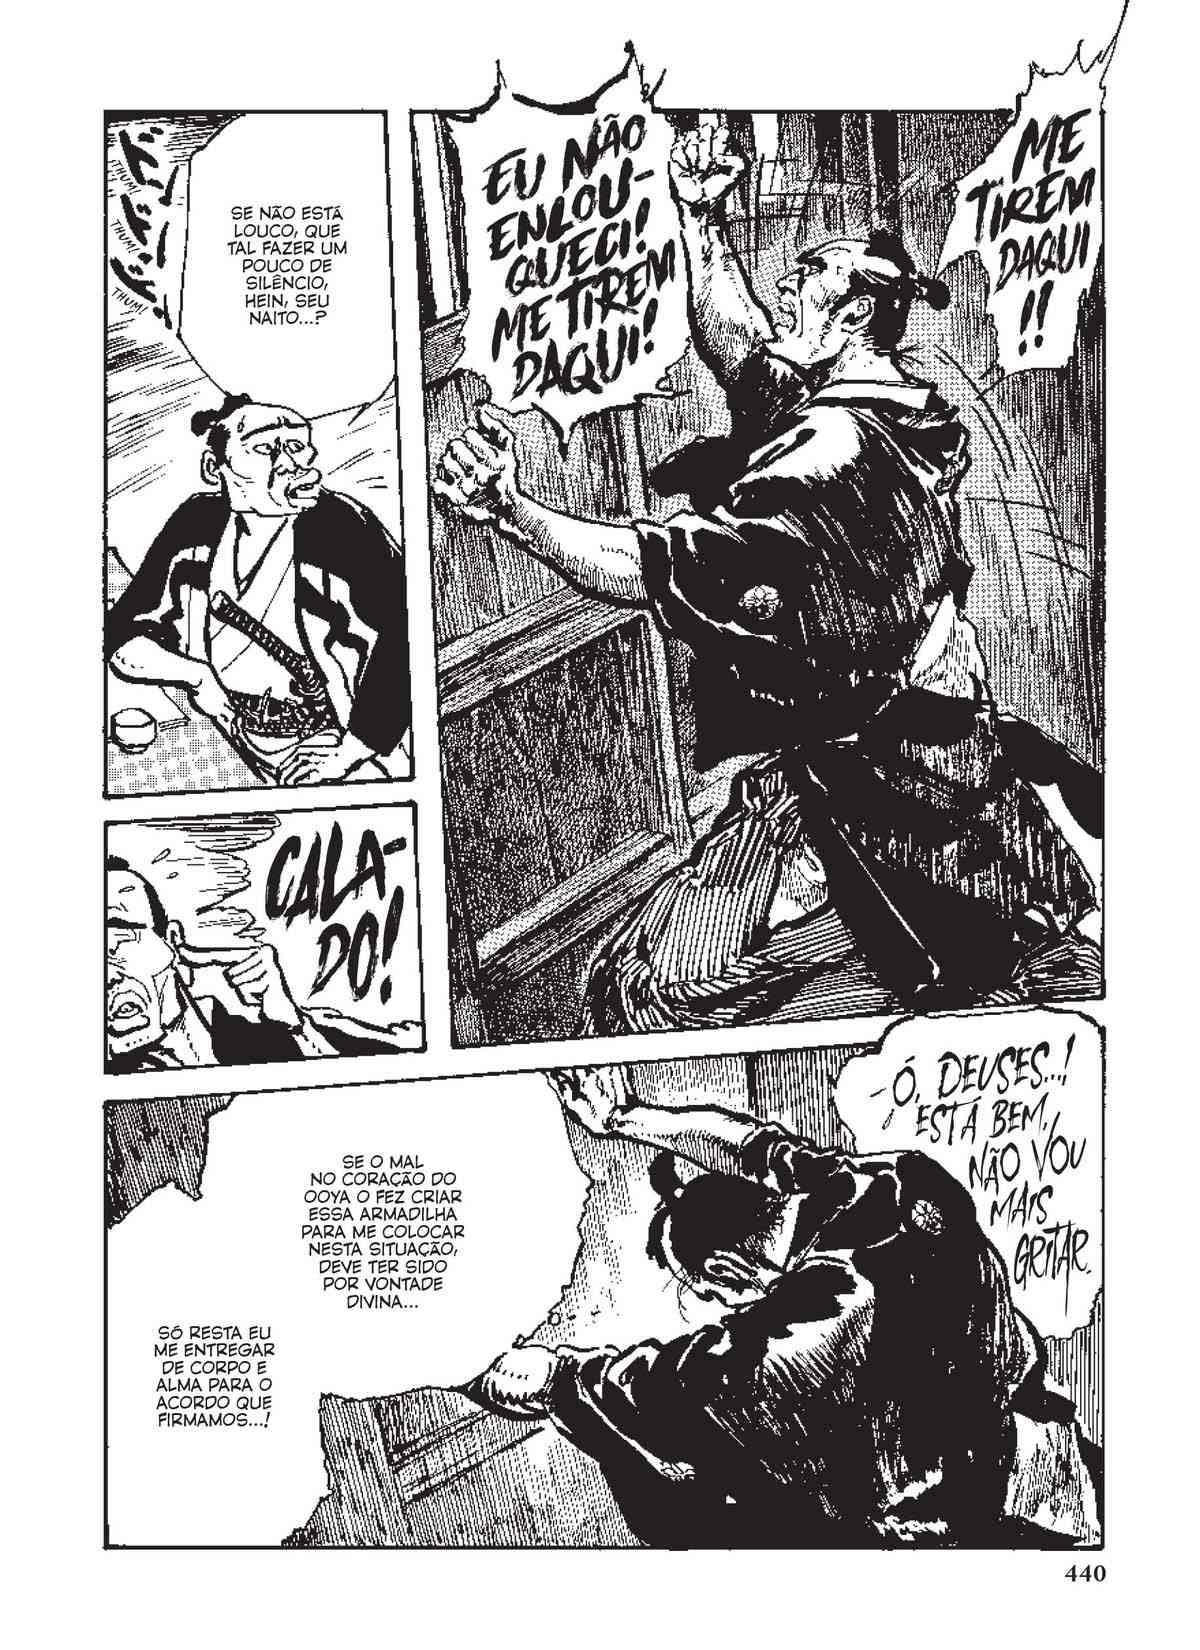 ME
TIREM
DAQUI
!!
EU NÃO
ENLOU-
QUECI!
ME TIREM
DAQUI!
SE NÃO ESTÁ
LOUCO, QUE
TAL FAZER UM
POUCO DE
SILÊNCIO,
HEIN, SEU
NAITO...?
THUM!
THUM!
THUM!
CALA-
DO!
Ó, DEUSES...!
ESTÁ BEM,
NÃO VOU
MAIS
GRITAR.
SE O MAL
NO CORAÇÃO DO
OOYA O FEZ CRIAR
ESSA ARMADILHA
PARA ME COLOCAR
NESTA SITUAÇÃO,
DEVE TER SIDO
POR VONTADE
DIVINA...
SÓ RESTA EU
ME ENTREGAR
DE CORPO E
ALMA PARA O
ACORDO QUE
FIRMAMOS...!
440